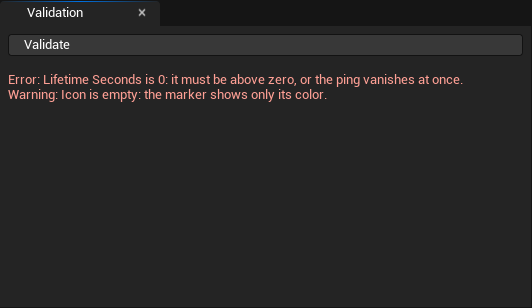 Validation
Validate
Error: Lifetime Seconds is 0: it must be above zero, or the ping vanishes at once.
Warning: Icon is empty: the marker shows only its color.